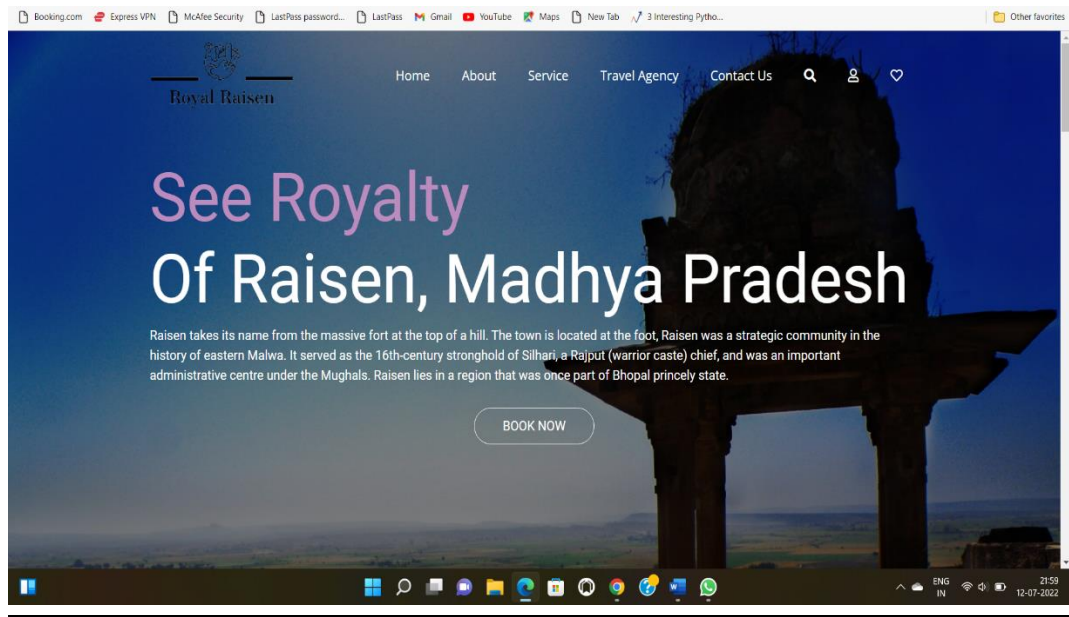 Booking.com Express VPN McAfee Security LastPass password... LastPass Gmail YouTube Maps New Tab 3 Interesting Pytho... Other favorites
Royal Raisen
Home About Service Travel Agency Contact Us
See Royalty
Of Raisen, Madhya Pradesh
Raisen takes its name from the massive fort at the top of a hill. The town is located at the foot, Raisen was a strategic community in the
history of eastern Malwa. It served as the 16th-century stronghold of Silhari, a Rajput (warrior caste) chief, and was an important
administrative centre under the Mughals. Raisen lies in a region that was once part of Bhopal princely state.
BOOK NOW
ENG 21:59
IN 12-07-2022